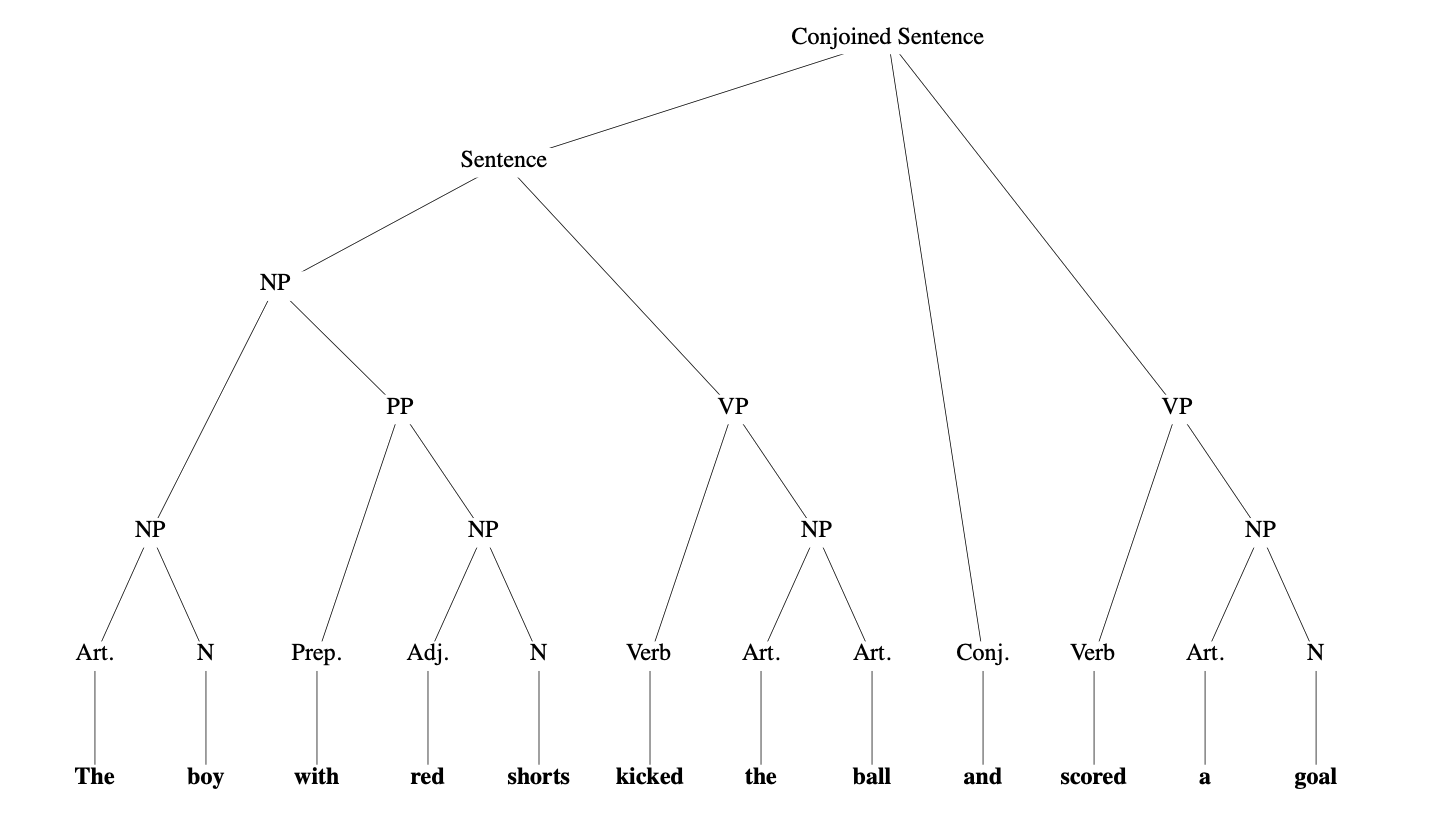 Conjoined Sentence
Sentence
NP
PP VP VP
NP NP NP NP
Art. N Prep. Adj. N Verb Art. Art. Conj. Verb Art. N
The boy with red shorts kicked the ball and scored a goal